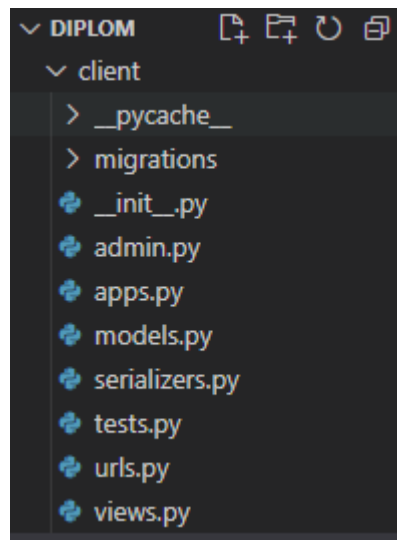 DIPLOM
client
__pycache__
migrations
__init__.py
admin.py
apps.py
models.py
serializers.py
tests.py
urls.py
views.py